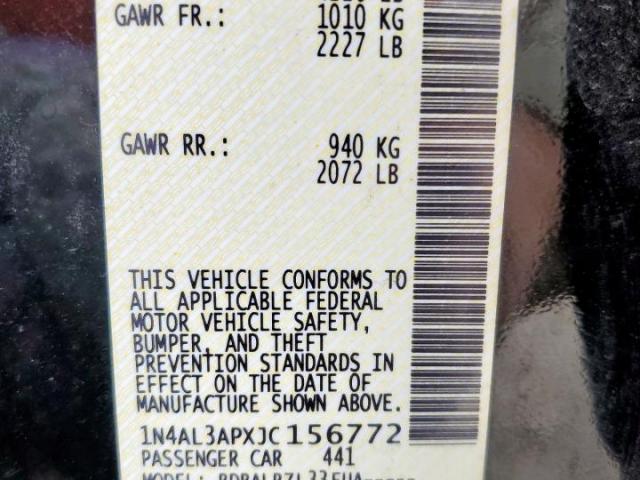 GAWR FR.: 1010 KG
2227 LB
GAWR RR.: 940 KG
2072 LB
THIS VEHICLE CONFORMS TO
ALL APPLICABLE FEDERAL
MOTOR VEHICLE SAFETY,
BUMPER, AND THEFT
PREVENTION STANDARDS IN
EFFECT ON THE DATE OF
MANUFACTURE SHOWN ABOVE.
1N4AL3APXJC156772
PASSENGER CAR 441
MODEL: